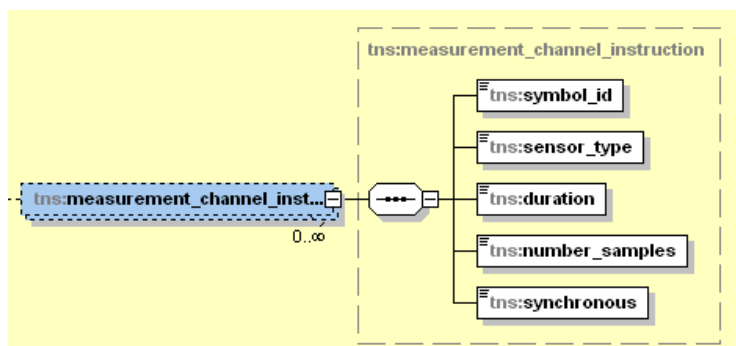 tns:measurement_channel_instruction
tns:symbol_id
tns:sensor_type
tns:measurement_channel_inst...
tns:duration
0..∞
tns:number_samples
tns:synchronous